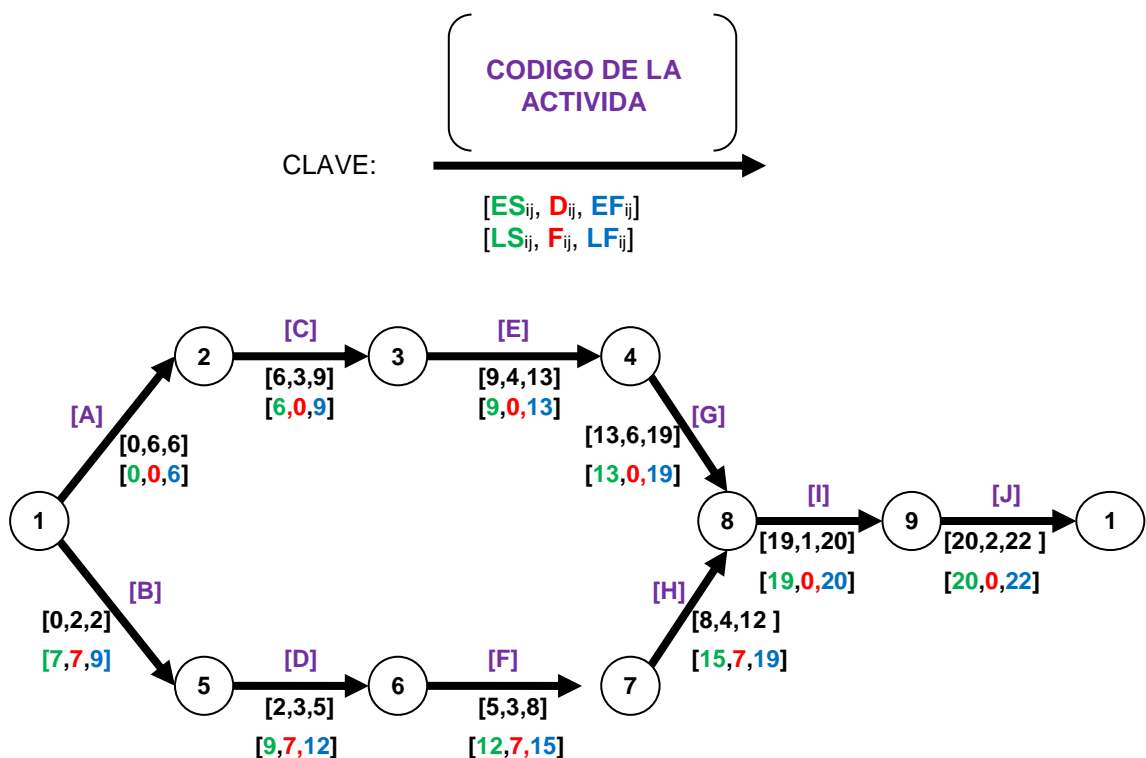 CODIGO DE LA
ACTIVIDA
CLAVE:
[ESij, Dij, EFij]
[LSij, Fij, LFij]
[C]
[E]
2
3
4
[6,3,9]
[6,0,9]
[9,4,13]
[9,0,13]
[A]
[G]
[0,6,6]
[0,0,6]
[13,6,19]
[13,0,19]
[I]
[J]
1
8
9
1
[19,1,20]
[19,0,20]
[20,2,22 ]
[20,0,22]
[B]
[H]
[0,2,2]
[7,7,9]
[8,4,12 ]
[15,7,19]
[D]
[F]
5
6
7
[2,3,5]
[9,7,12]
[5,3,8]
[12,7,15]